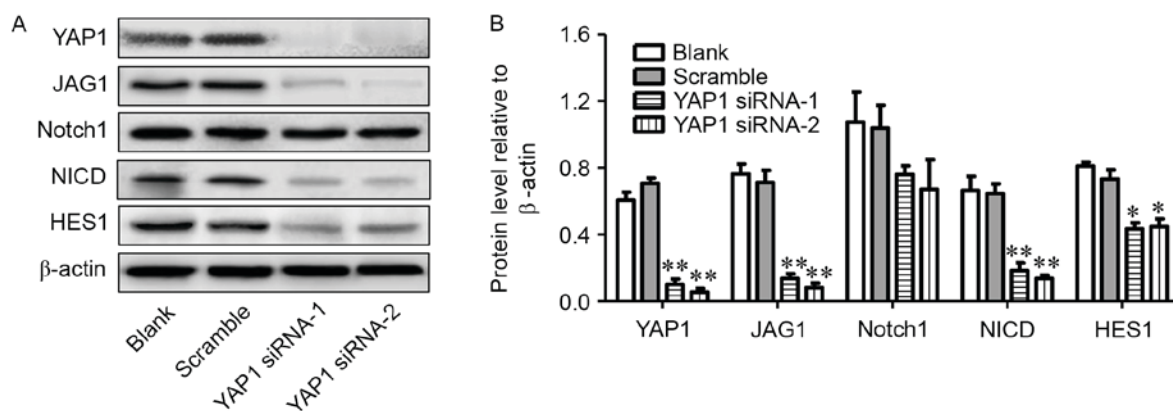 A
YAP1
JAG1
Notch1
NICD
HES1
β-actin
Blank
Scramble
YAP1 siRNA-1
YAP1 siRNA-2
B
Protein level relative to
β-actin
1.6
1.2
0.8
0.4
0.0
Blank
Scramble
YAP1 siRNA-1
YAP1 siRNA-2
** ** ** ** ** ** * *
YAP1 JAG1 Notch1 NICD HES1